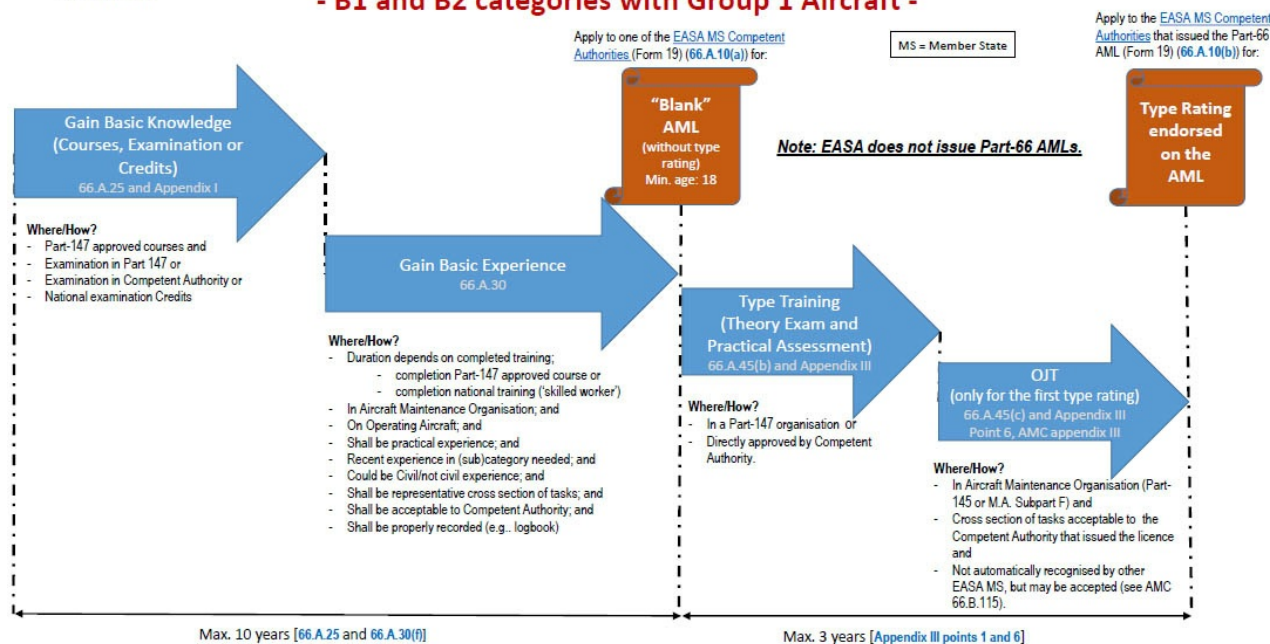 - B1 and B2 categories with Group 1 Aircraft -
Apply to one of the EASA MS Competent
Authorities (Form 19) (66.A.10(a)) for:
MS = Member State
Apply to the EASA MS Competent
Authorities that issued the Part-66
AML (Form 19) (66.A.10(b)) for:
Gain Basic Knowledge
(Courses, Examination or
Credits)
66.A.25 and Appendix I
"Blank"
AML
(without type
rating)
Min. age: 18
Note: EASA does not issue Part-66 AMLs.
Type Rating
endorsed
on the
AML
Where/How?
- Part-147 approved courses and
- Examination in Part 147 or
- Examination in Competent Authority or
- National examination Credits
Gain Basic Experience
66.A.30
Where/How?
- Duration depends on completed training;
- completion Part-147 approved course or
- completion national training ('skilled worker')
- In Aircraft Maintenance Organisation; and
- On Operating Aircraft; and
- Shall be practical experience; and
- Recent experience in (sub)category needed; and
- Could be Civil/not civil experience; and
- Shall be representative cross section of tasks; and
- Shall be acceptable to Competent Authority; and
- Shall be properly recorded (e.g.. logbook)
Type Training
(Theory Exam and
Practical Assessment)
66.A.45(b) and Appendix III
Where/How?
- In a Part-147 organisation or
- Directly approved by Competent
Authority.
OJT
(only for the first type rating)
66.A.45(c) and Appendix III
Point 6, AMC appendix III
Where/How?
- In Aircraft Maintenance Organisation (Part-
145 or M.A. Subpart F) and
- Cross section of tasks acceptable to the
Competent Authority that issued the licence
and
- Not automatically recognised by other
EASA MS, but may be accepted (see AMC
66.B.115).
Max. 10 years [66.A.25 and 66.A.30(f)]
Max. 3 years [Appendix III points 1 and 6]